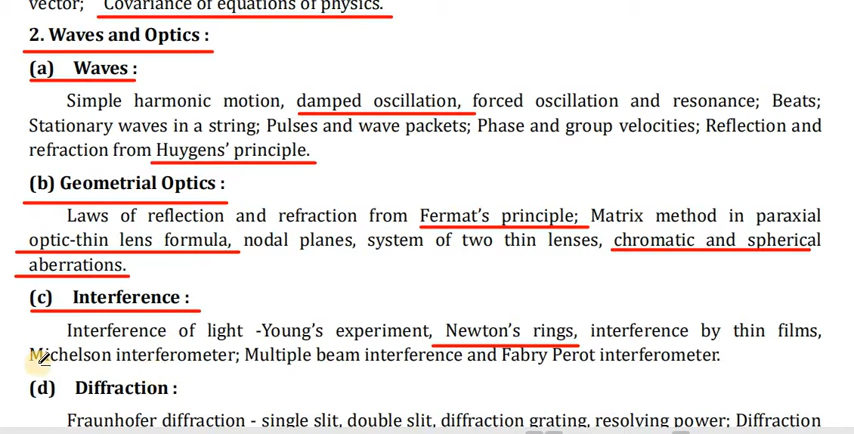 vector; Covariance of equations of physics.
2. Waves and Optics :
(a) Waves :
Simple harmonic motion, damped oscillation, forced oscillation and resonance; Beats;
Stationary waves in a string; Pulses and wave packets; Phase and group velocities; Reflection and
refraction from Huygens’ principle.
(b) Geometrial Optics :
Laws of reflection and refraction from Fermat’s principle; Matrix method in paraxial
optic-thin lens formula, nodal planes, system of two thin lenses, chromatic and spherical
aberrations.
(c) Interference :
Interference of light -Young’s experiment, Newton’s rings, interference by thin films,
Michelson interferometer; Multiple beam interference and Fabry Perot interferometer.
(d) Diffraction :
Fraunhofer diffraction - single slit, double slit, diffraction grating, resolving power; Diffraction